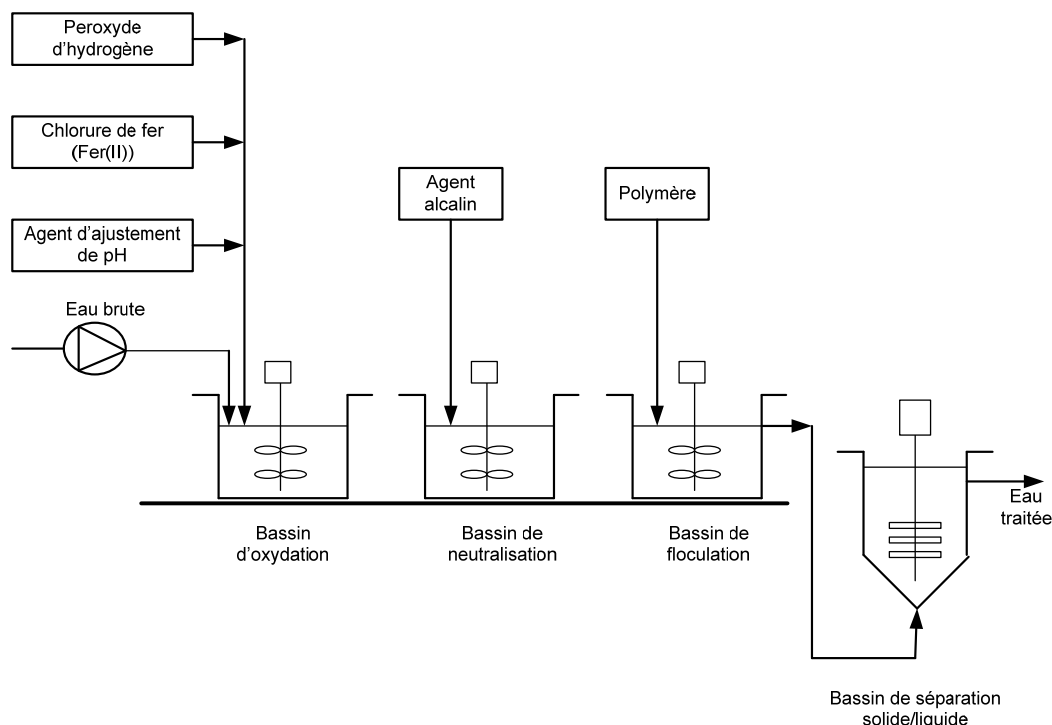 Peroxyde
d’hydrogène
Chlorure de fer
(Fer(II))
Agent d’ajustement
de pH
Eau brute
Agent
alcalin
Polymère
Bassin
d’oxydation
Bassin de
neutralisation
Bassin de
floculation
Eau
traitée
Bassin de séparation
solide/liquide